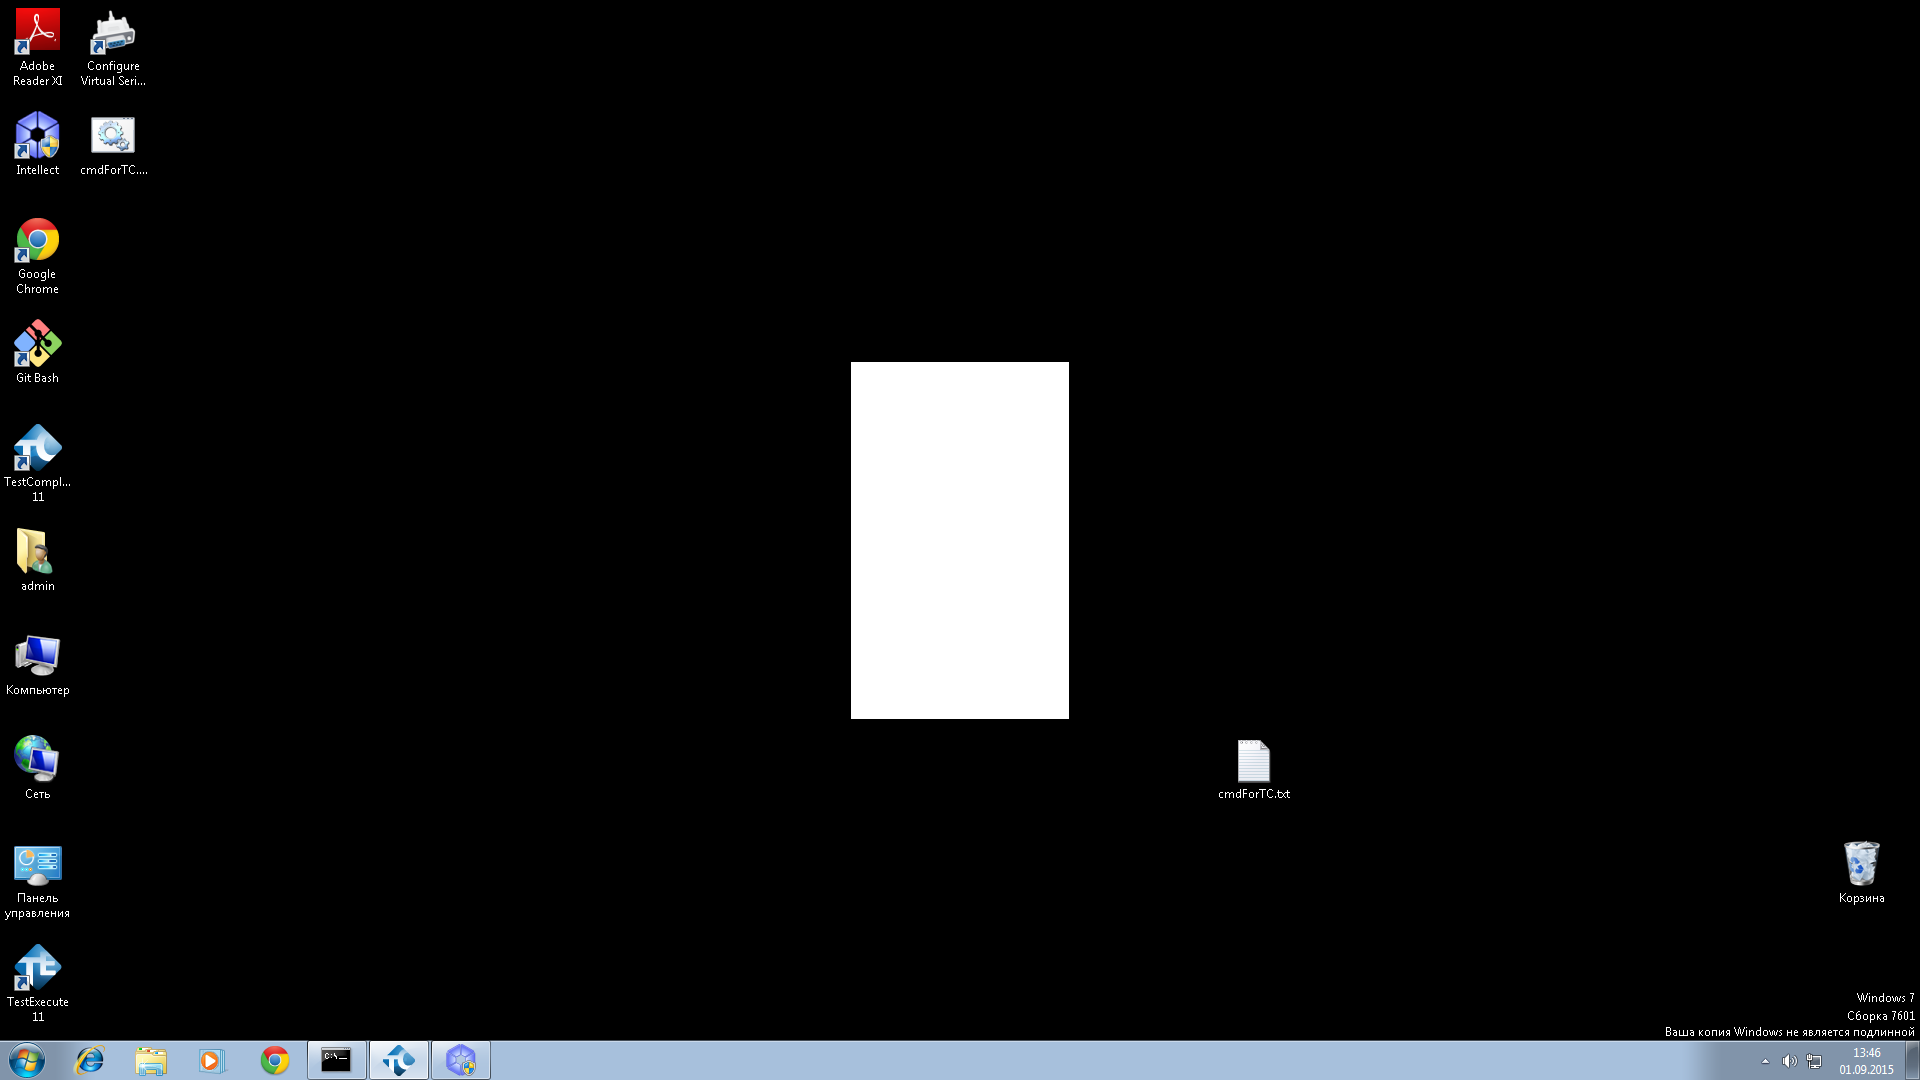 Adobe
Reader XI
Configure
Virtual Seri...
Intellect
cmdForTC....
Google
Chrome
Git Bash
TestCompl...
11
admin
Компьютер
Сеть
cmdForTC.txt
Панель
управления
Корзина
TestExecute
11
Windows 7
Сборка 7601
Ваша копия Windows не является подлинной
C:\._
13:46
01.09.2015